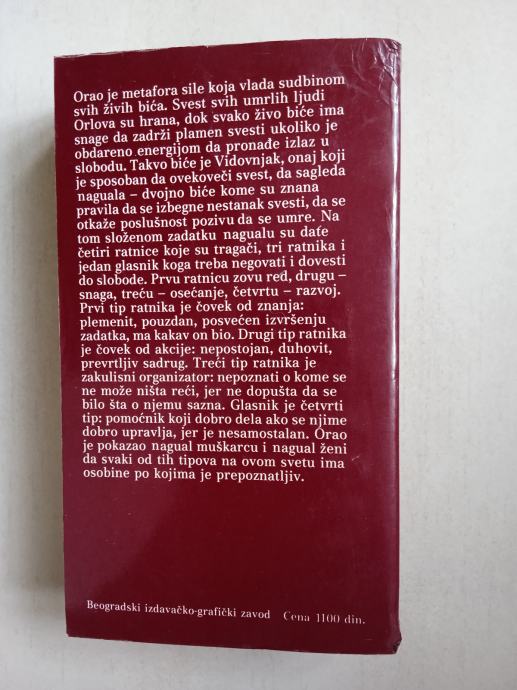 Orao je metafora sile koja vlada sudbinom
svih živih bića. Svest svih umrlih ljudi
Orlova su hrana, dok svako živo biće ima
snage da zadrži plamen svesti ukoliko je
obdareno energijom da pronađe izlaz u
slobodu. Takvo biće je Vidovnjak, onaj koji
je sposoban da ovekoveči svest, da sagleda
naguala – dvojno biće kome su znana
pravila da se izbegne nestanak svesti, da se
otkaže poslušnost pozivu da se umre. Na
tom složenom zadatku nagualu su date
četiri ratnice koje su tragači, tri ratnika i
jedan glasnik koga treba negovati i dovesti
do slobode. Prvu ratnicu zovu red, drugu –
snaga, treću – osećanje, četvrtu – razvoj.
Prvi tip ratnika je čovek od znanja:
plemenit, pouzdan, posvećen izvršenju
zadatka, ma kakav on bio. Drugi tip ratnika
je čovek od akcije: nepostojan, duhovit,
prevrtljiv sadrug. Treći tip ratnika je
zakulisni organizator: nepoznati o kome se
ne može ništa reći, jer ne dopušta da se
bilo šta o njemu sazna. Glasnik je četvrti
tip: pomoćnik koji dobro dela ako se njime
dobro upravlja, jer je nesamostalan. Orao
je pokazao nagual muškarcu i nagual ženi
da svaki od tih tipova na ovom svetu ima
osobine po kojima je prepoznatljiv.
Beogradski izdavačko-grafički zavod Cena 1100 din.